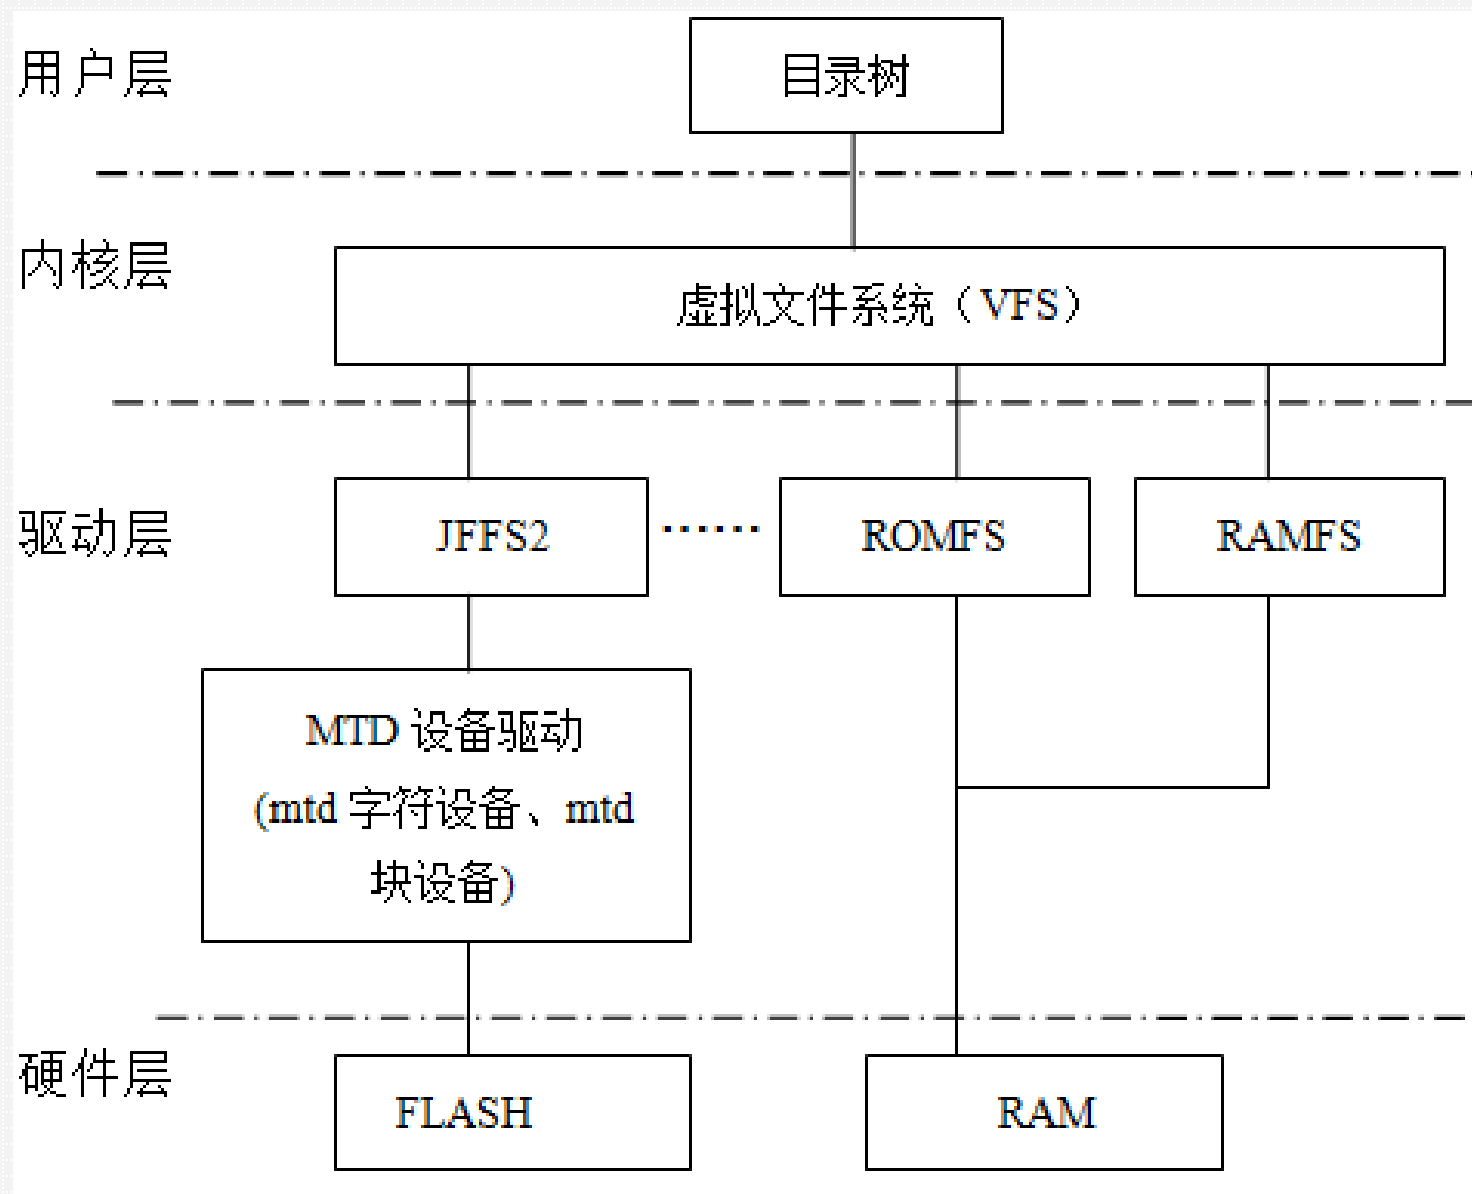 用户层
目录树
内核层
虚拟文件系统（VFS）
驱动层
JFFS2
……
ROMFS
RAMFS
MTD 设备驱动
(mtd 字符设备、mtd
块设备)
硬件层
FLASH
RAM